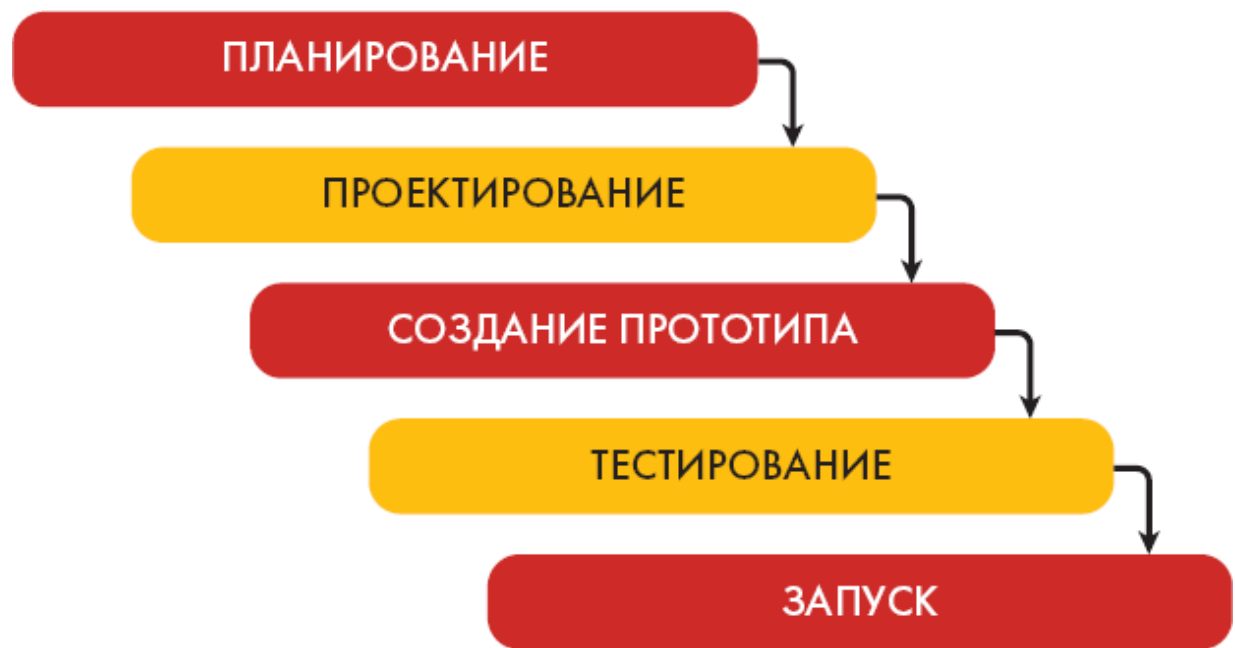 ПЛАНИРОВАНИЕ
ПРОЕКТИРОВАНИЕ
СОЗДАНИЕ ПРОТОТИПА
ТЕСТИРОВАНИЕ
ЗАПУСК